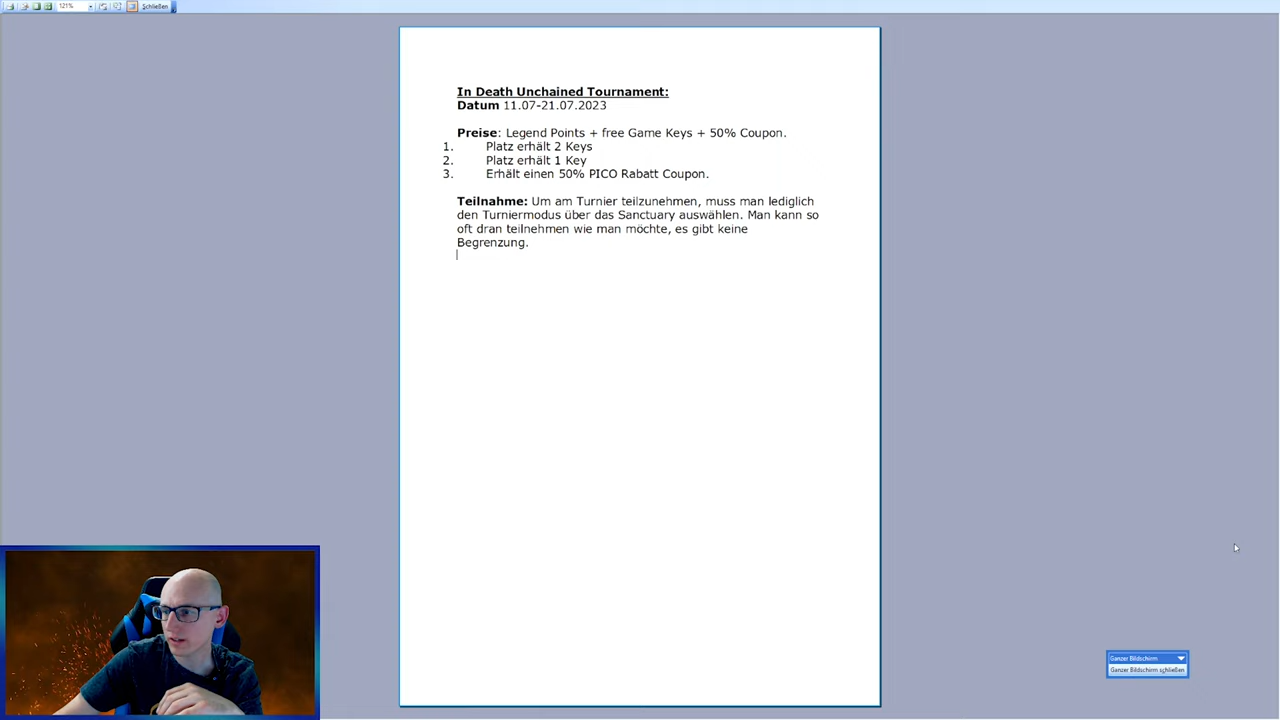 121%
Schließen
In Death Unchained Tournament:
Datum 11.07-21.07.2023
Preise: Legend Points + free Game Keys + 50% Coupon.
1. Platz erhält 2 Keys
2. Platz erhält 1 Key
3. Erhält einen 50% PICO Rabatt Coupon.
Teilnahme: Um am Turnier teilzunehmen, muss man lediglich
den Turniermodus über das Sanctuary auswählen. Man kann so
oft dran teilnehmen wie man möchte, es gibt keine
Begrenzung.
Ganzer Bildschirm
Ganzer Bildschirm schließen